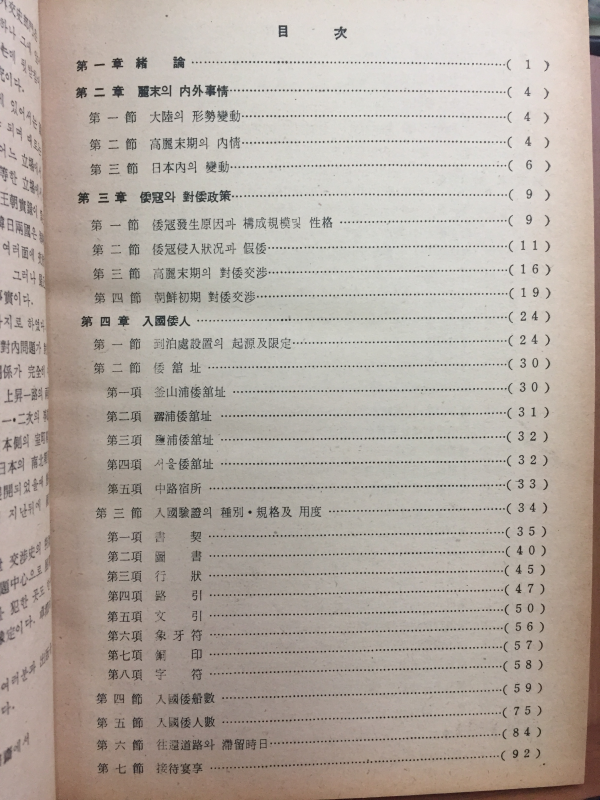 目 次
第一章 緖 論 (1)
第二章 麗末의 內外事情 (4)
第一節 大陸의 形勢變動 (4)
第二節 高麗末期의 內情 (4)
第三節 日本內의 變動 (6)
第三章 倭寇와 對倭政策 (9)
第一節 倭寇發生原因과 構成規模및 性格 (9)
第二節 倭寇侵入狀況과 假倭 (11)
第三節 高麗末期의 對倭交涉 (16)
第四節 朝鮮初期 對倭交涉 (19)
第四章 入國倭人 (24)
第一節 到泊處設置의 起源及限定 (24)
第二節 倭 舘 址 (30)
第一項 釜山浦倭舘址 (30)
第二項 薺浦倭舘址 (31)
第三項 鹽浦倭舘址 (32)
第四項 서울倭舘址 (32)
第五項 中路宿所 (33)
第三節 入國驗證의 種別·規格及 用度 (34)
第一項 書 契 (35)
第二項 圖 書 (40)
第三項 行 狀 (45)
第四項 路 引 (47)
第五項 文 引 (50)
第六項 象牙符 (56)
第七項 銅 印 (57)
第八項 字 符 (58)
第四節 入國倭船數 (59)
第五節 入國倭人數 (75)
第六節 往還道路와 滯留時日 (84)
第七節 接待宴享 (92)